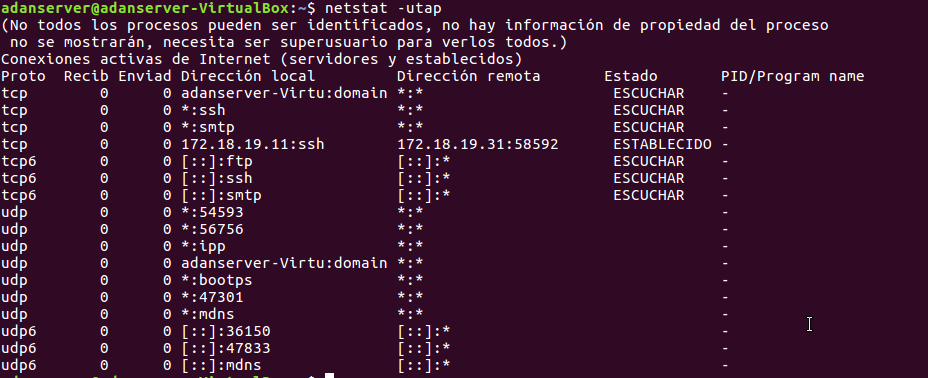 adanserver@adanserver-VirtualBox:~$ netstat -utap
(No todos los procesos pueden ser identificados, no hay información de propiedad del proceso
 no se mostrarán, necesita ser superusuario para verlos todos.)
Conexiones activas de Internet (servidores y establecidos)
Proto  Recib Enviad Dirección local         Dirección remota       Estado       PID/Program name
tcp        0      0 adanserver-Virtu:domain *:*                     ESCUCHAR    -
tcp        0      0 *:ssh                   *:*                     ESCUCHAR    -
tcp        0      0 *:smtp                  *:*                     ESCUCHAR    -
tcp        0      0 172.18.19.11:ssh        172.18.19.31:58592      ESTABLECIDO -
tcp6       0      0 [::]:ftp                [::]:*                  ESCUCHAR    -
tcp6       0      0 [::]:ssh                [::]:*                  ESCUCHAR    -
tcp6       0      0 [::]:smtp               [::]:*                  ESCUCHAR    -
udp        0      0 *:54593                 *:*                                 -
udp        0      0 *:56756                 *:*                                 -
udp        0      0 *:ipp                   *:*                                 -
udp        0      0 adanserver-Virtu:domain *:*                                 -
udp        0      0 *:bootps                *:*                                 -
udp        0      0 *:47301                 *:*                                 -
udp        0      0 *:mdns                  *:*                                 -
udp6       0      0 [::]:36150              [::]:*                              -
udp6       0      0 [::]:47833              [::]:*                              -
udp6       0      0 [::]:mdns               [::]:*                              -